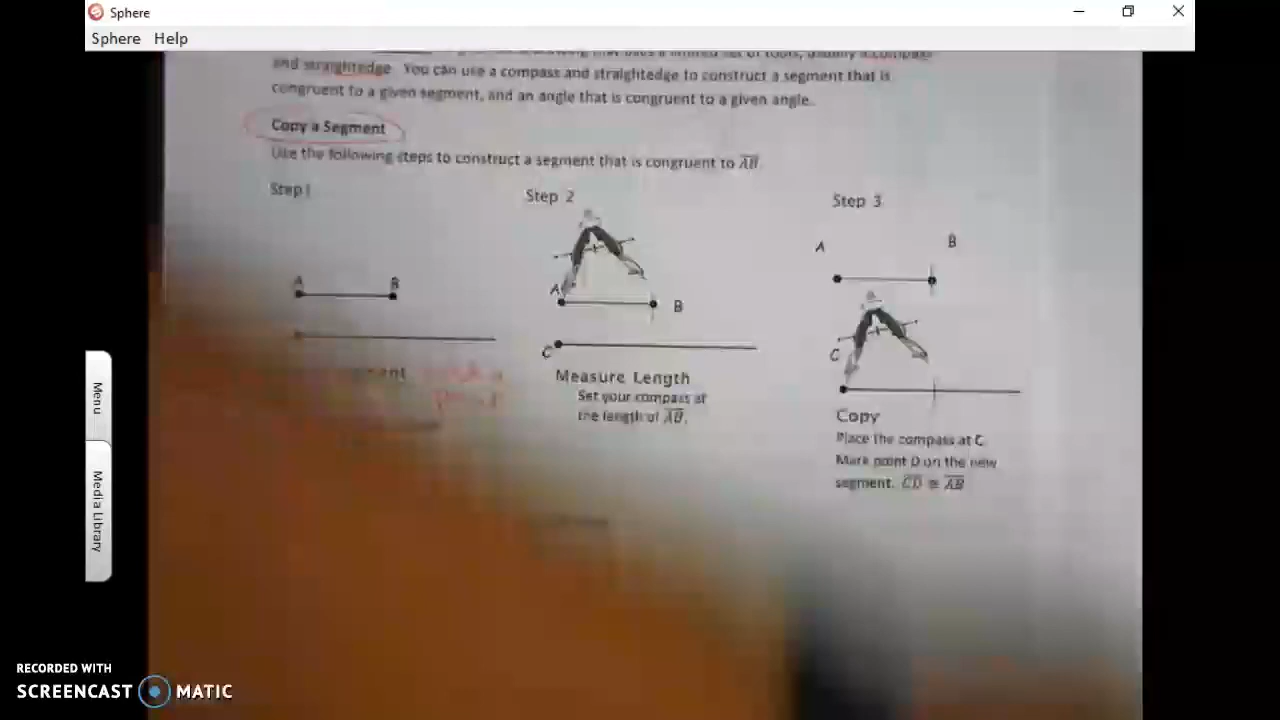 Sphere
Sphere Help
and straightedge. You can use a compass and straightedge to construct a segment that is
congruent to a given segment, and an angle that is congruent to a given angle.
Copy a Segment
Use the following steps to construct a segment that is congruent to AB
Step 1
Step 2
Step 3
A B
A B
A B
C
C
Measure Length
Set your compass at
the length of AB.
Copy
Place the compass at C.
Mark point D on the new
segment. CD ≅ AB
Menu
Media Library
RECORDED WITH
SCREENCAST MATIC